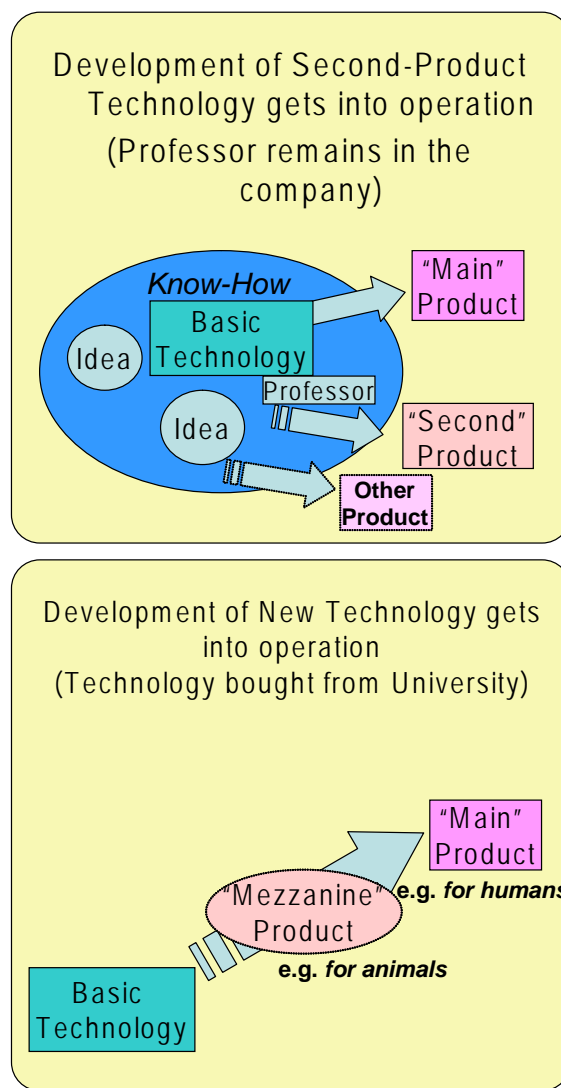 Development of Second-Product
Technology gets into operation
(Professor remains in the
company)
Know-How
"Main"
Product
Basic
Technology
Idea
Professor
Idea
"Second"
Product
Other
Product
Development of New Technology gets
into operation
(Technology bought from University)
"Main"
Product
e.g. for humans
"Mezzanine"
Product
e.g. for animals
Basic
Technology